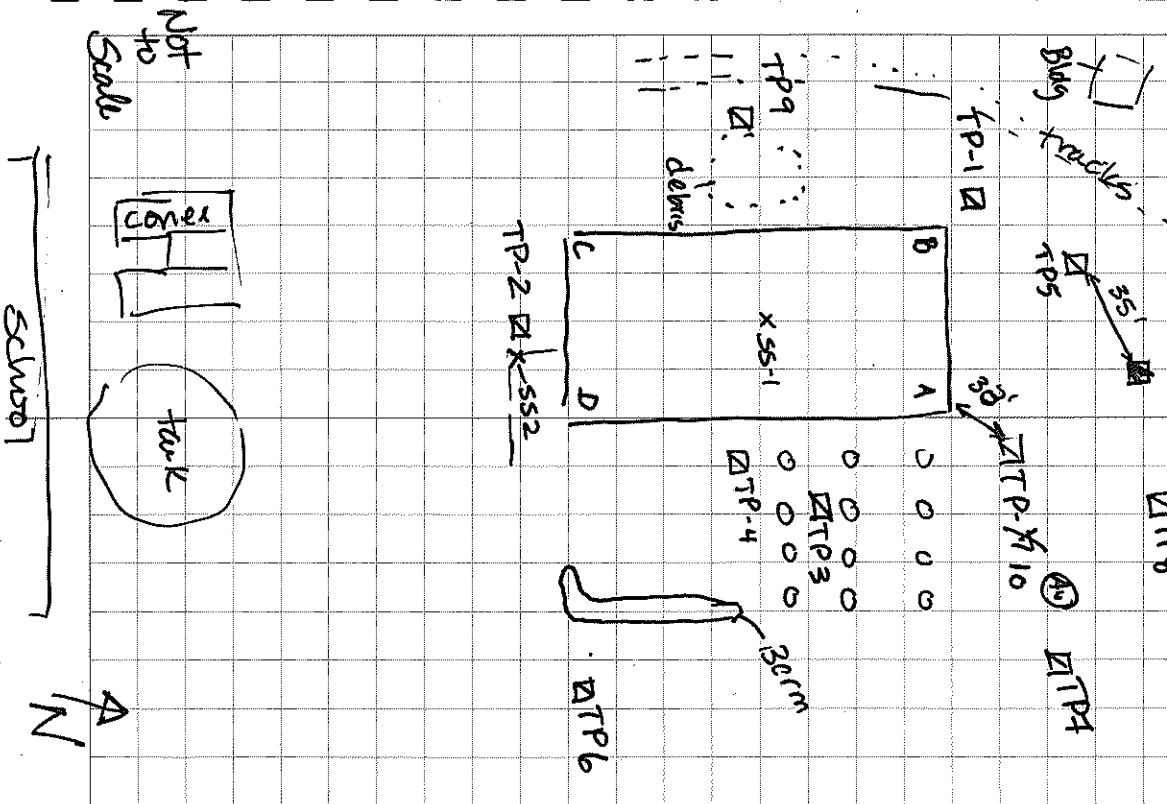 Not
to
Scale
Bldg
tracks
TP9
debris
TP-1
TP5
35'
conex
School
Tank
TP-2
X-SS2
C
B
x SS-1
D
A
38'
TP-10
TP-4
TP3
Berm
TP6
TP7
N